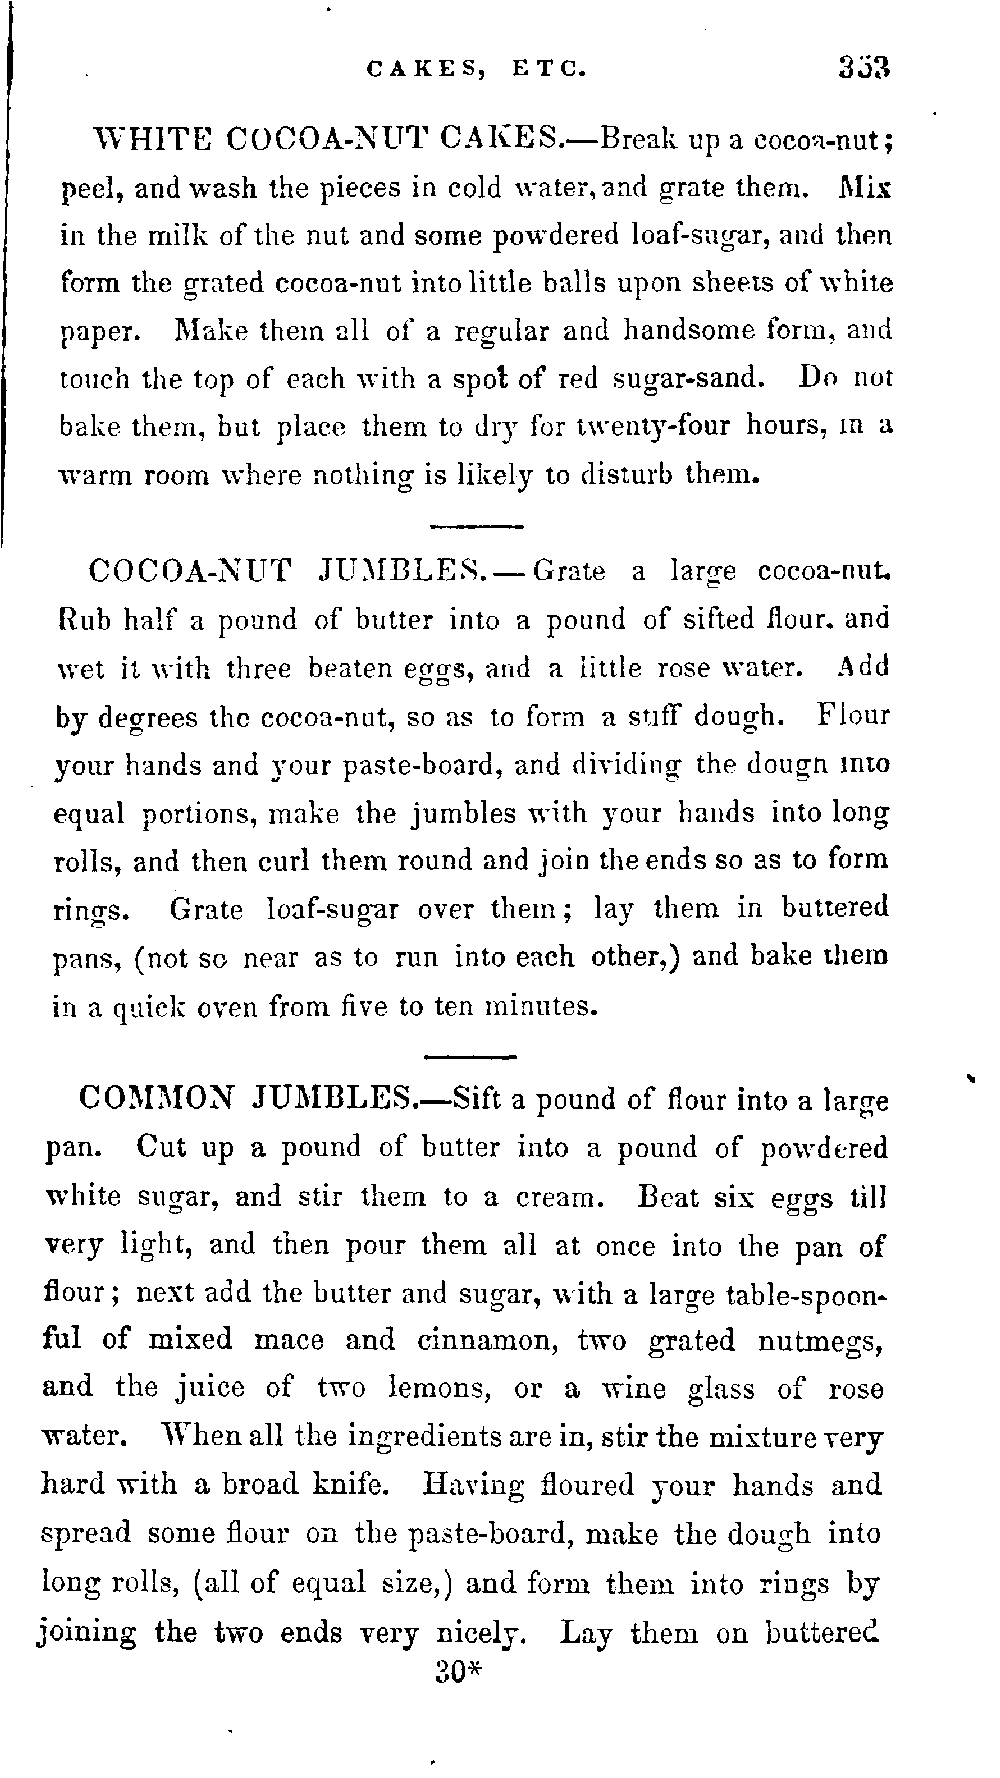 CAKES, ETC. 353
WHITE COCOA-NUT CAKES.—Break up a cocoa-nut;
peel, and wash the pieces in cold water, and grate them. Mix
in the milk of the nut and some powdered loaf-sugar, and then
form the grated cocoa-nut into little balls upon sheets of white
paper. Make them all of a regular and handsome form, and
touch the top of each with a spot of red sugar-sand. Do not
bake them, but place them to dry for twenty-four hours, in a
warm room where nothing is likely to disturb them.
COCOA-NUT JUMBLES.—Grate a large cocoa-nut.
Rub half a pound of butter into a pound of sifted flour. and
wet it with three beaten eggs, and a little rose water. Add
by degrees the cocoa-nut, so as to form a stiff dough. Flour
your hands and your paste-board, and dividing the dough into
equal portions, make the jumbles with your hands into long
rolls, and then curl them round and join the ends so as to form
rings. Grate loaf-sugar over them; lay them in buttered
pans, (not so near as to run into each other,) and bake them
in a quick oven from five to ten minutes.
COMMON JUMBLES.—Sift a pound of flour into a large
pan. Cut up a pound of butter into a pound of powdered
white sugar, and stir them to a cream. Beat six eggs till
very light, and then pour them all at once into the pan of
flour; next add the butter and sugar, with a large table-spoon-
ful of mixed mace and cinnamon, two grated nutmegs,
and the juice of two lemons, or a wine glass of rose
water. When all the ingredients are in, stir the mixture very
hard with a broad knife. Having floured your hands and
spread some flour on the paste-board, make the dough into
long rolls, (all of equal size,) and form them into rings by
joining the two ends very nicely. Lay them on buttered
30*